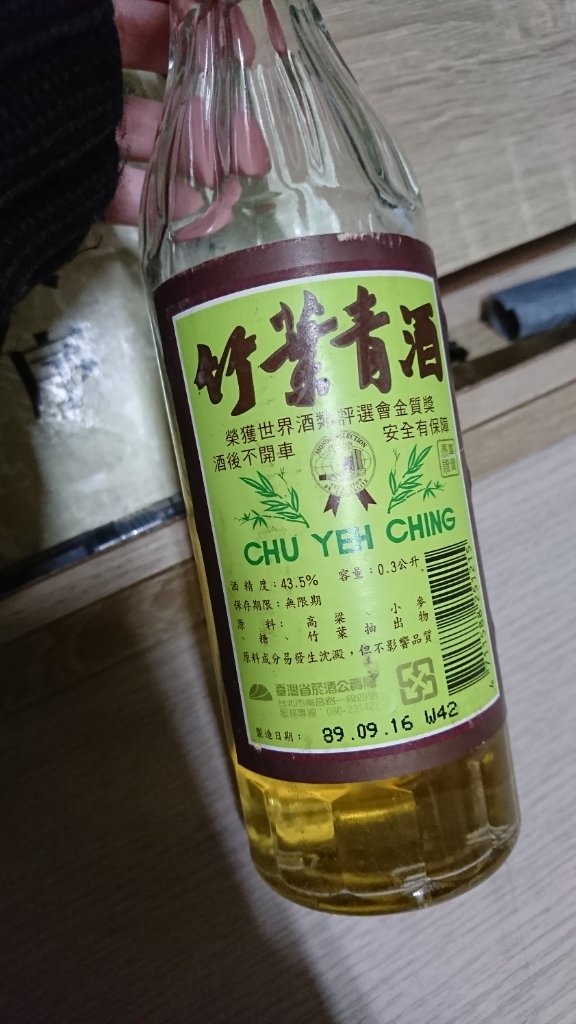 竹葉青酒
榮獲世界酒類評選會金質獎
酒後不開車 安全有保障
MONDE SELECTION
CHU YEH CHING
酒精度：43.5% 容量：0.3公升
保存期限：無限期
原料：高粱、小麥
糖、竹葉抽出物
原料成分易發生沈澱，但不影響品質
臺灣省菸酒公賣局
製造日期：89.09.16 W42